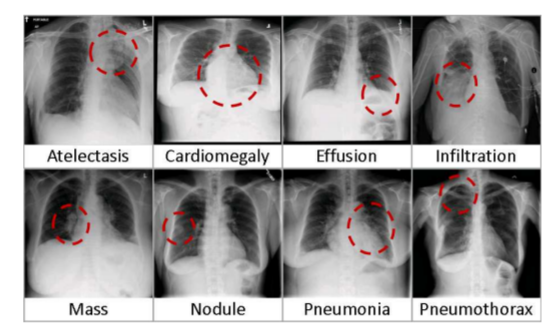 Atelectasis
Cardiomegaly
Effusion
Infiltration
Mass
Nodule
Pneumonia
Pneumothorax